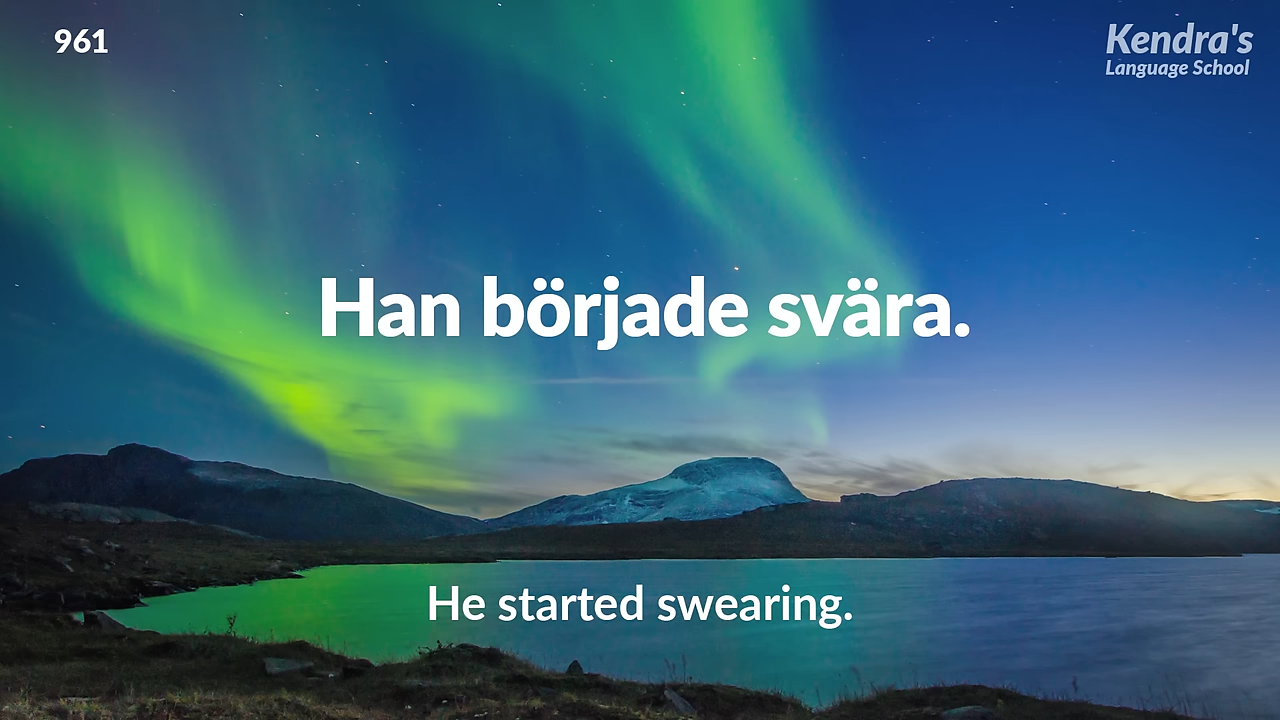 961
Kendra's
Language School
Han började svära.
He started swearing.